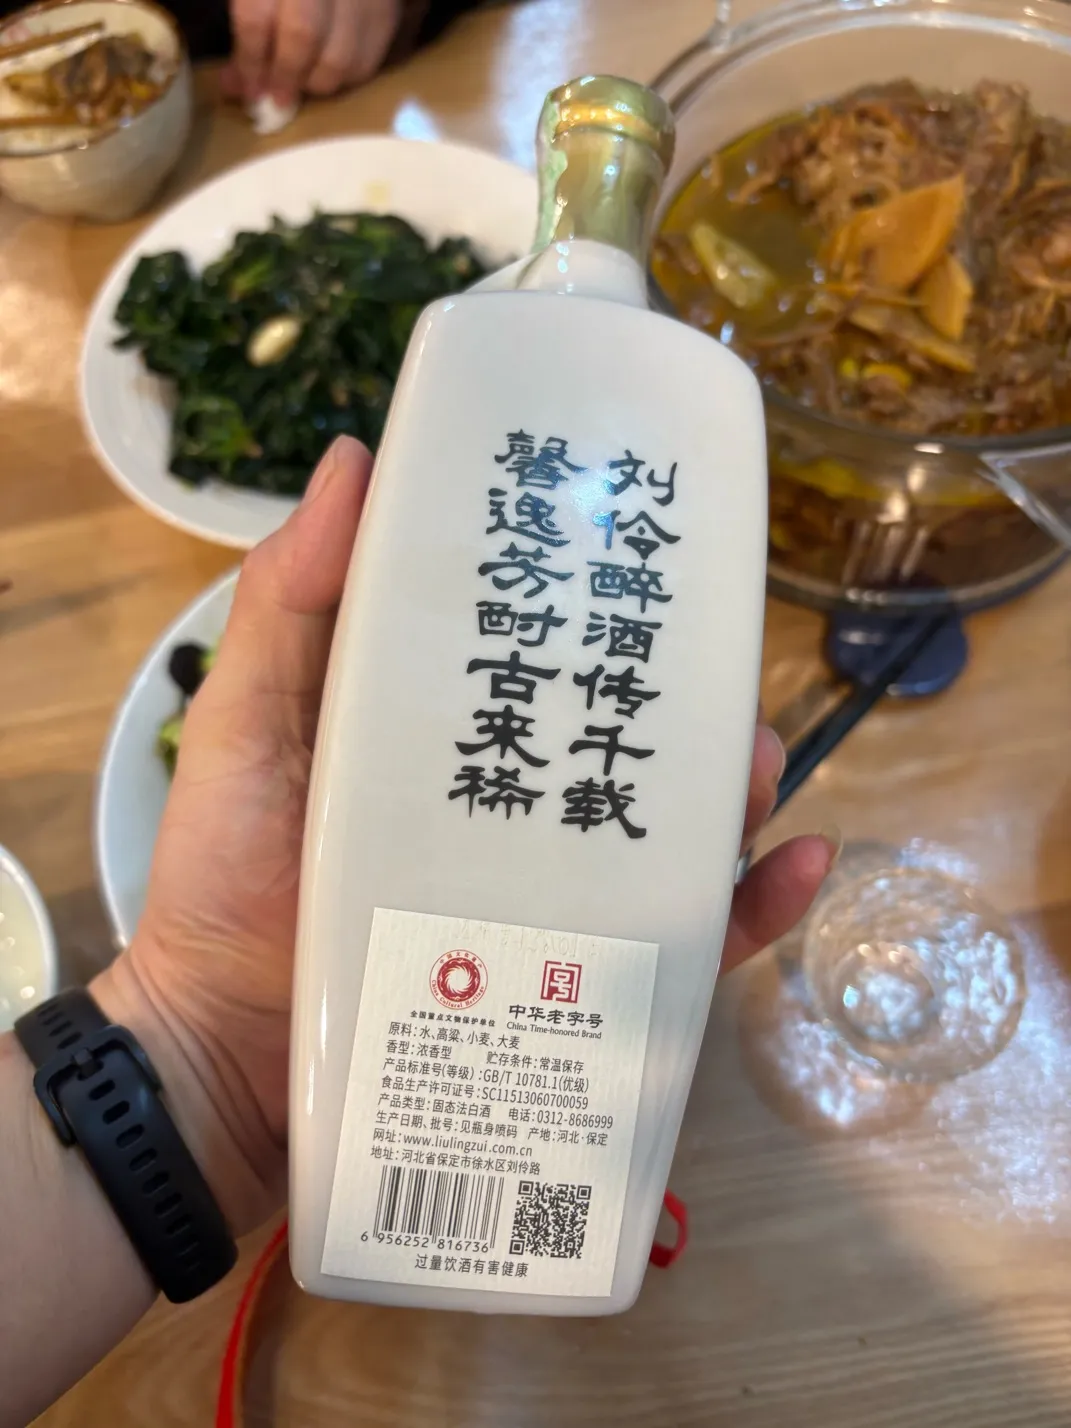 刘伶醉酒传千载
馨逸芳酎古来稀
China Cultural Heritage
全国重点文物保护单位
中华老字号
China Time-honored Brand
原料:水、高粱、小麦、大麦
香型:浓香型 贮存条件:常温保存
产品标准号(等级):GB/T 10781.1(优级)
食品生产许可证号:SC11513060700059
产品类型:固态法白酒 电话:0312-8686999
生产日期、批号:见瓶身喷码 产地:河北·保定
网址:www.liulingzui.com.cn
地址:河北省保定市徐水区刘伶路
6 956252 816736
过量饮酒有害健康